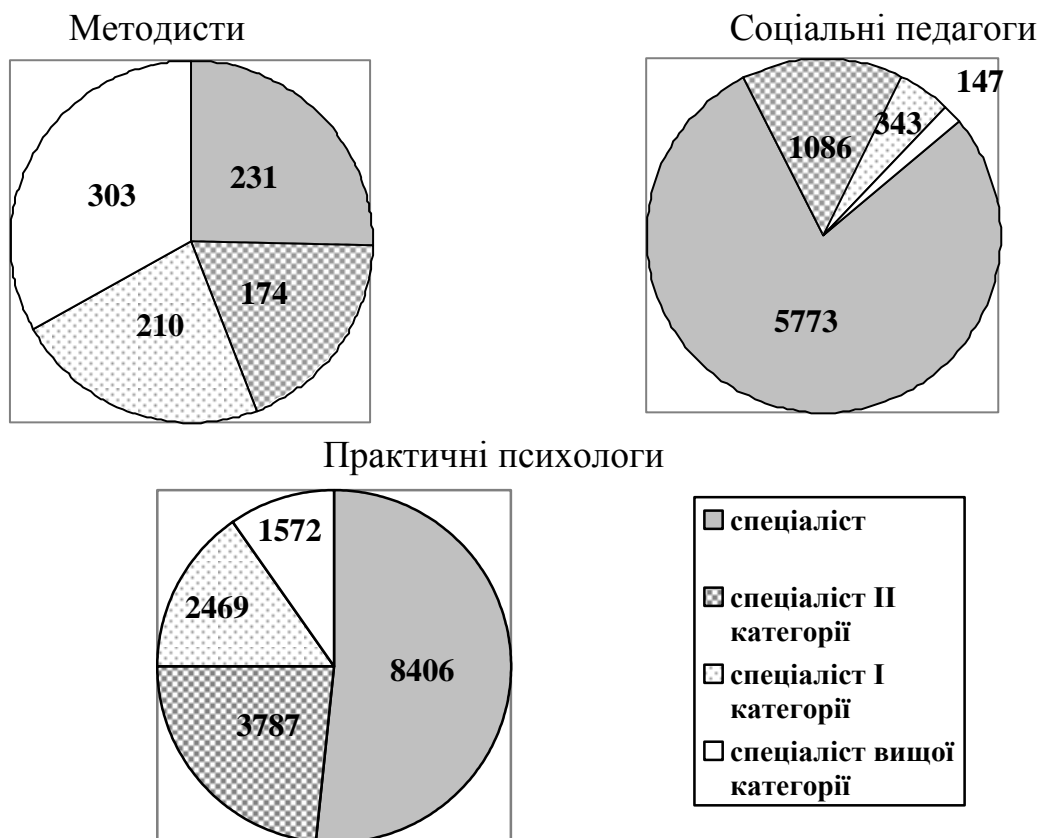 Методисти
303
231
174
210
Соціальні педагоги
147
343
1086
5773
Практичні психологи
1572
2469
8406
3787
спеціаліст
спеціаліст ІІ
категорії
спеціаліст І
категорії
спеціаліст вищої
категорії